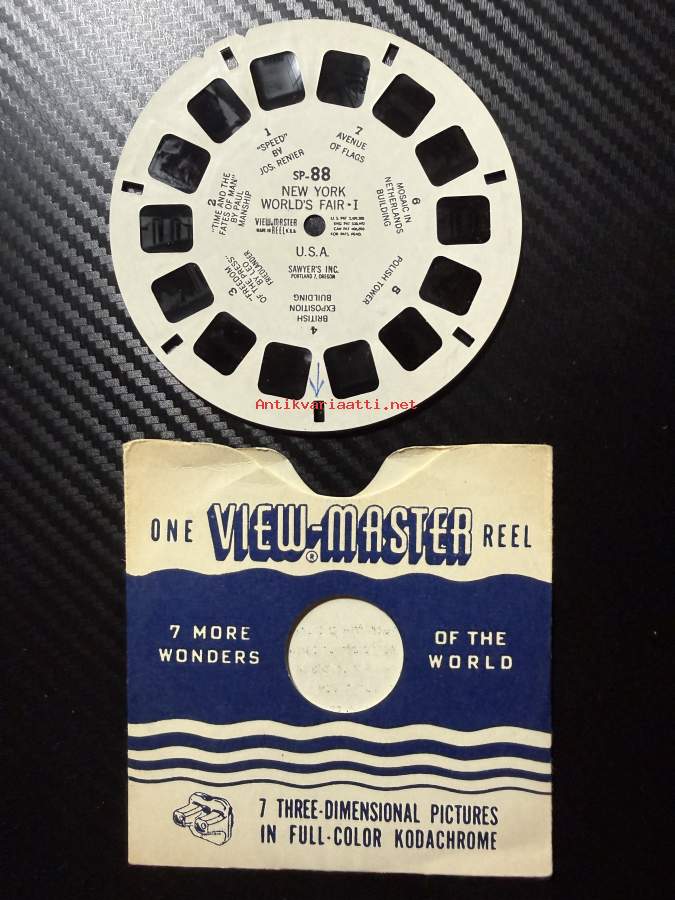 1
"SPEED"
BY
JOS. RENIER
7
AVENUE
OF FLAGS
SP-88
NEW YORK
WORLD'S FAIR·I
VIEW-MASTER
MADE IN REEL U.S.A.
U.S.A.
SAWYER'S INC.
PORTLAND 7, OREGON
2
"TIME AND THE
FATES OF MAN"
BY PAUL
MANSHIP
3
"FREEDOM
OF THE PRESS"
BY LEO
FRIEDLANDER
4
BRITISH
EXPOSITION
BUILDING
POLISH TOWER
6
MOSAIC IN
NETHERLANDS
BUILDING
Antikvariaatti.net
ONE VIEW-MASTER® REEL
7 MORE
WONDERS
OF THE
WORLD
7 THREE-DIMENSIONAL PICTURES
IN FULL-COLOR KODACHROME